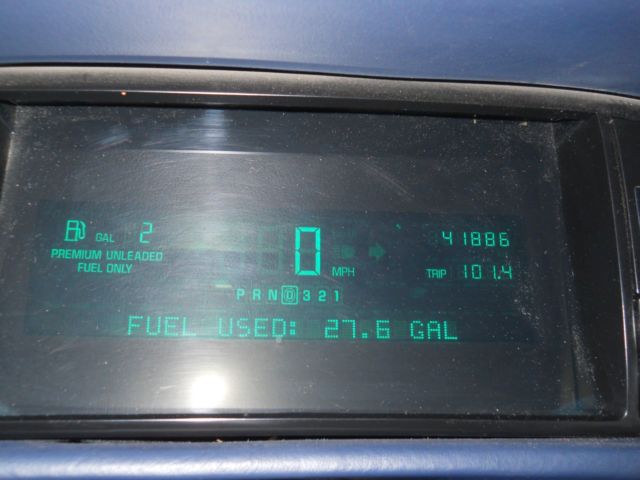 GAL 2
PREMIUM UNLEADED
FUEL ONLY
0 MPH
41886
TRIP 101.4
P R N D 3 2 1
FUEL USED: 27.6 GAL